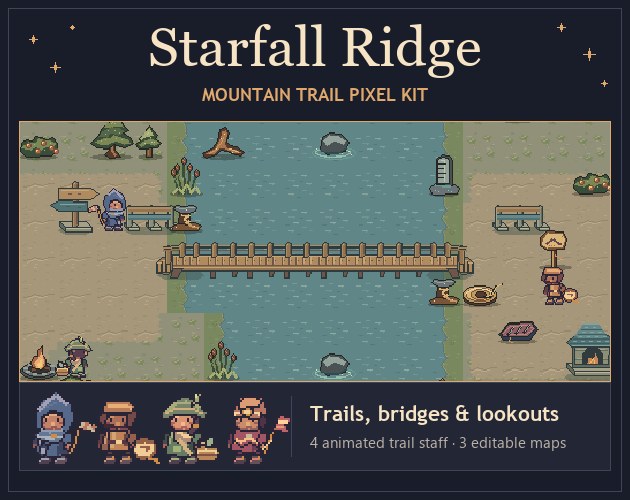 Starfall Ridge
MOUNTAIN TRAIL PIXEL KIT
Trails, bridges & lookouts
4 animated trail staff · 3 editable maps